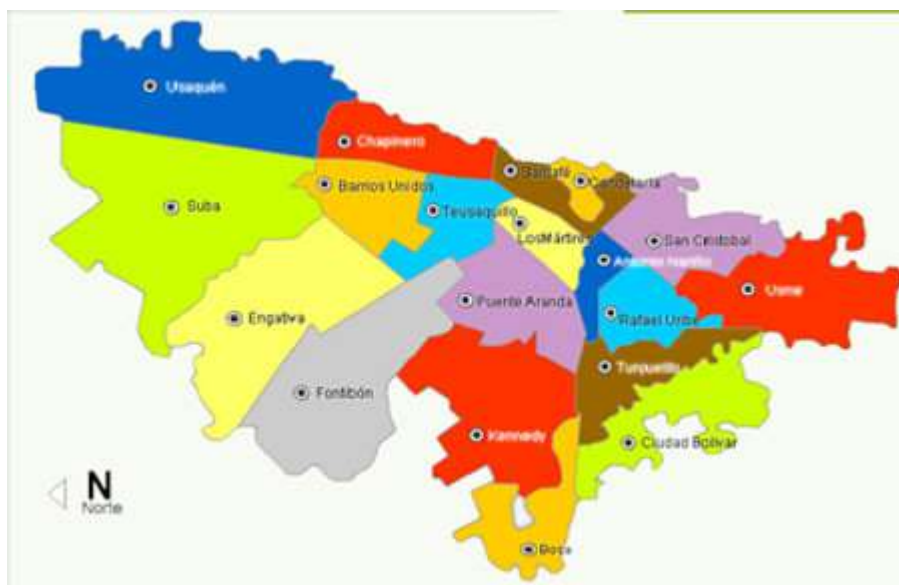 Usaquén
Chapinero
Santafé
Candelaria
Barrios Unidos
Suba
Teusaquillo
Los Mártires
San Cristobal
Antonio Nariño
Usme
Puente Aranda
Engativa
Rafael Uribe
Tunjuelito
Fontibón
Kennedy
Ciudad Bolívar
N
Norte
Bosa